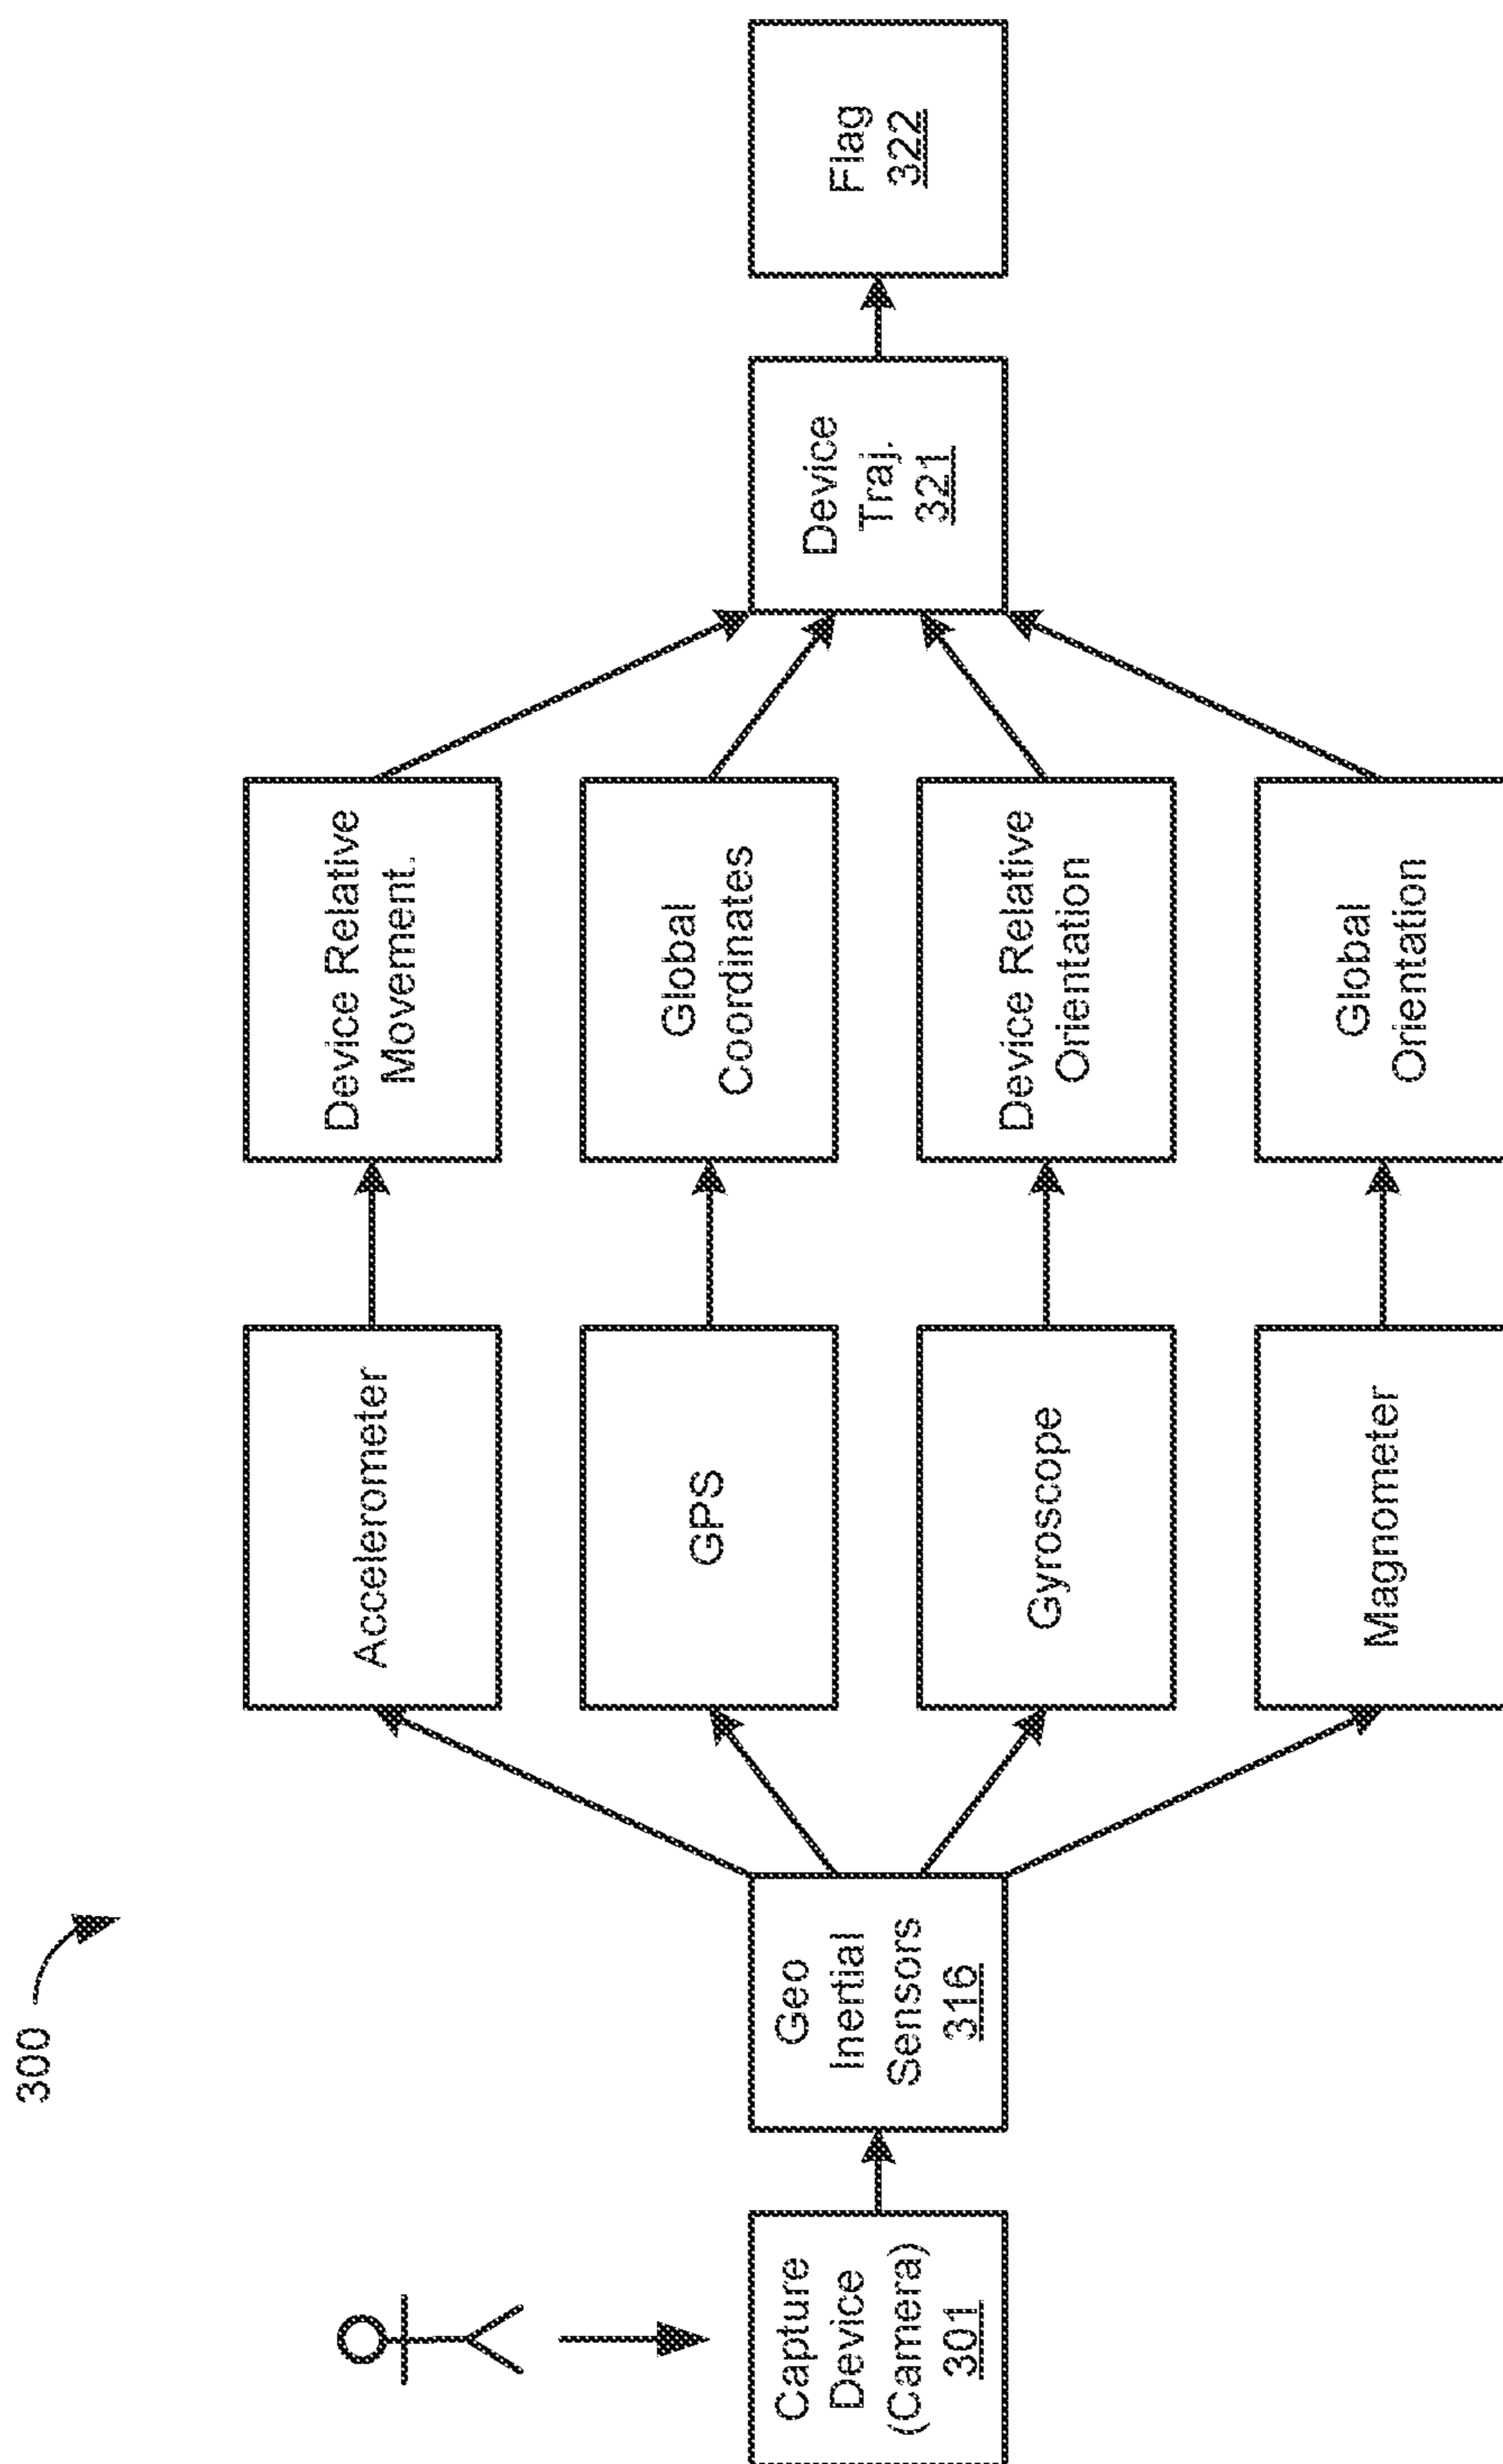 300
Capture
Device
(Camera)
301
Geo
Inertial
Sensors
316
Accelerometer
GPS
Gyroscope
Magnometer
Device Relative
Movement.
Global
Coordinates
Device Relative
Orientation
Global
Orientation
Device
Traj.
321
Flag
322